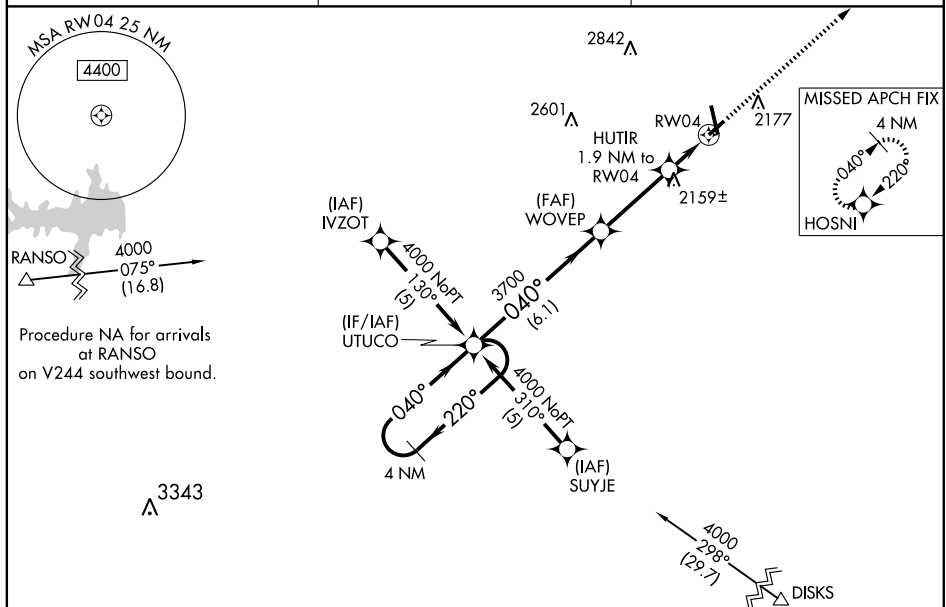 MSA RW04 25 NM
4400
2842
2601
RW04
2177
HUTIR
1.9 NM to
RW04
2159±
MISSED APCH FIX
4 NM
040°
220°
HOSNI
(FAF)
WOVEP
(IAF)
IVZOT
4000 NoPT
130°
(5)
3700
040°
(6.1)
RANSO
4000
075°
(16.8)
Procedure NA for arrivals
at RANSO
on V244 southwest bound.
(IF/IAF)
UTUCO
040°
220°
4 NM
4000 NoPT
310°
(5)
(IAF)
SUYJE
3343
4000
298°
(29.7)
DISKS